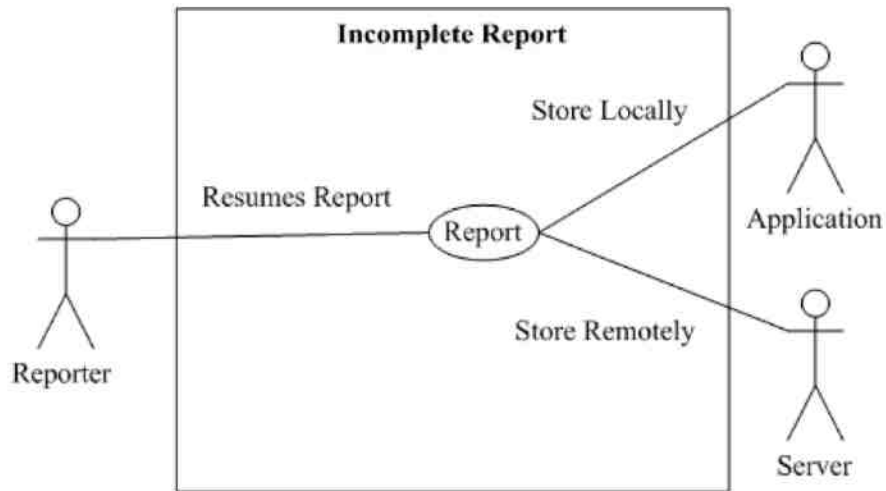 Incomplete Report
Store Locally
Resumes Report
Report
Application
Store Remotely
Reporter
Server